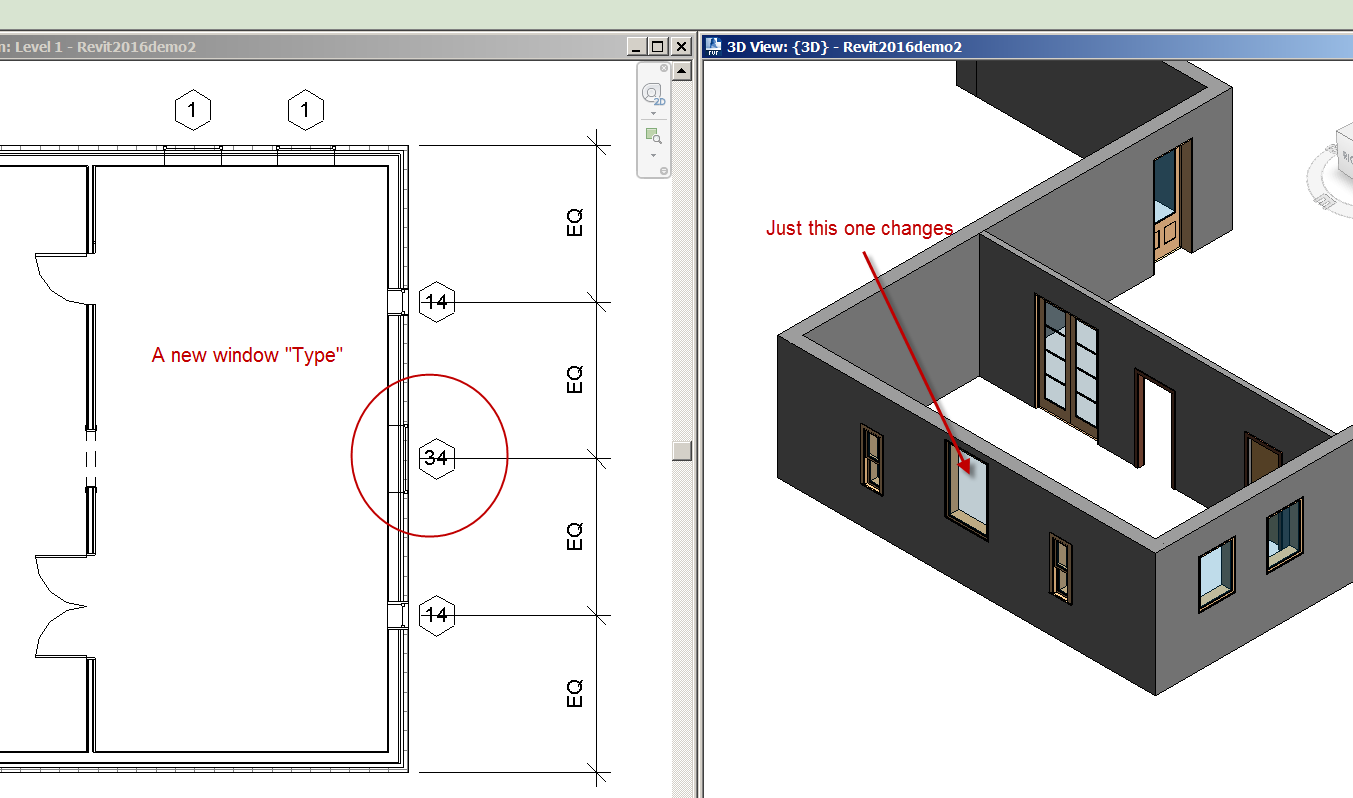 n: Level 1 - Revit2016demo2
1
1
2D
EQ
14
EQ
A new window "Type"
34
EQ
14
EQ
3D View: {3D} - Revit2016demo2
Just this one changes